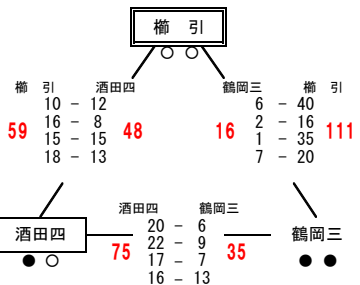 櫛 引
○ ○
櫛 引 酒田四
10 － 12
16 － 8
15 － 15
18 － 13
59 48
鶴岡三 櫛 引
6 － 40
2 － 16
1 － 35
7 － 20
16 111
酒田四
● ○
酒田四 鶴岡三
20 － 6
22 － 9
17 － 7
16 － 13
75 35
鶴岡三
● ●